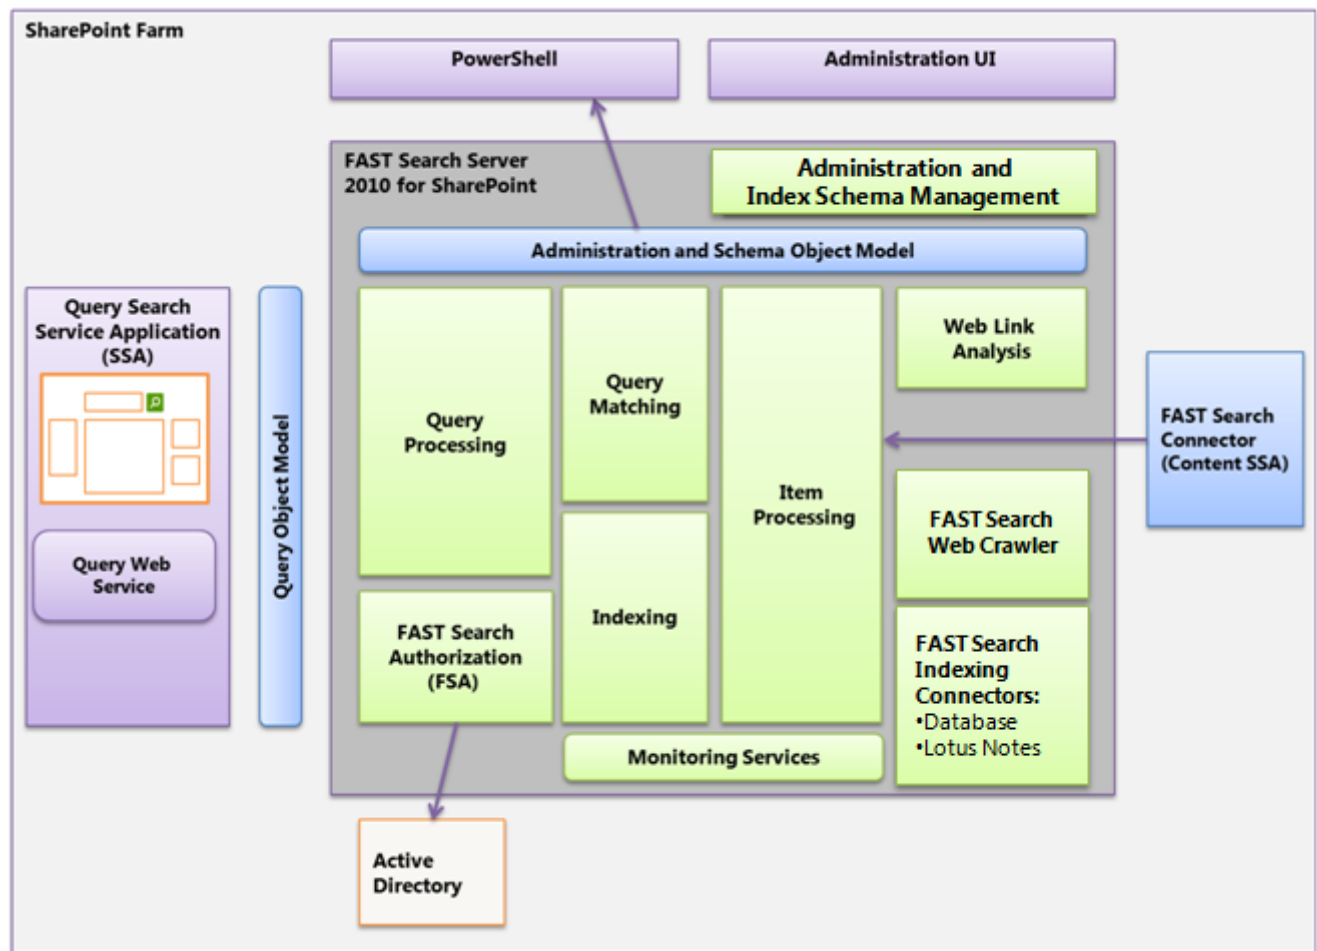 SharePoint Farm
PowerShell
Administration UI
FAST Search Server
2010 for SharePoint
Administration and
Index Schema Management
Administration and Schema Object Model
Query Search
Service Application
(SSA)
Query Web
Service
Query Object Model
Query
Processing
Query
Matching
Item
Processing
Web Link
Analysis
FAST Search
Connector
(Content SSA)
FAST Search
Web Crawler
FAST Search
Authorization
(FSA)
Indexing
FAST Search
Indexing
Connectors:
•Database
•Lotus Notes
Monitoring Services
Active
Directory